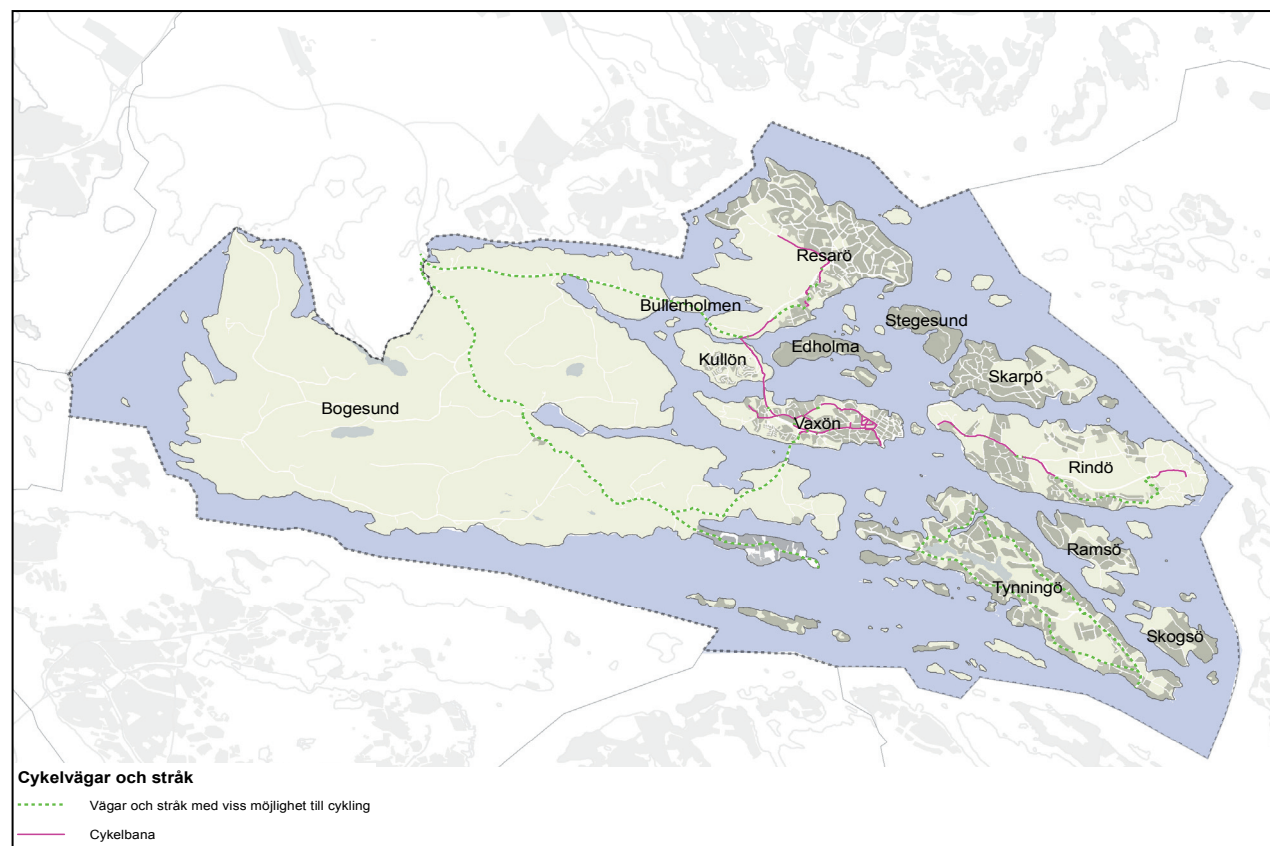 Resarö
Bullerholmen
Stegesund
Edholma
Kullön
Skarpö
Bogesund
Vaxön
Rindö
Ramsö
Tynningö
Skogsö
Cykelvägar och stråk
Vägar och stråk med viss möjlighet till cykling
Cykelbana